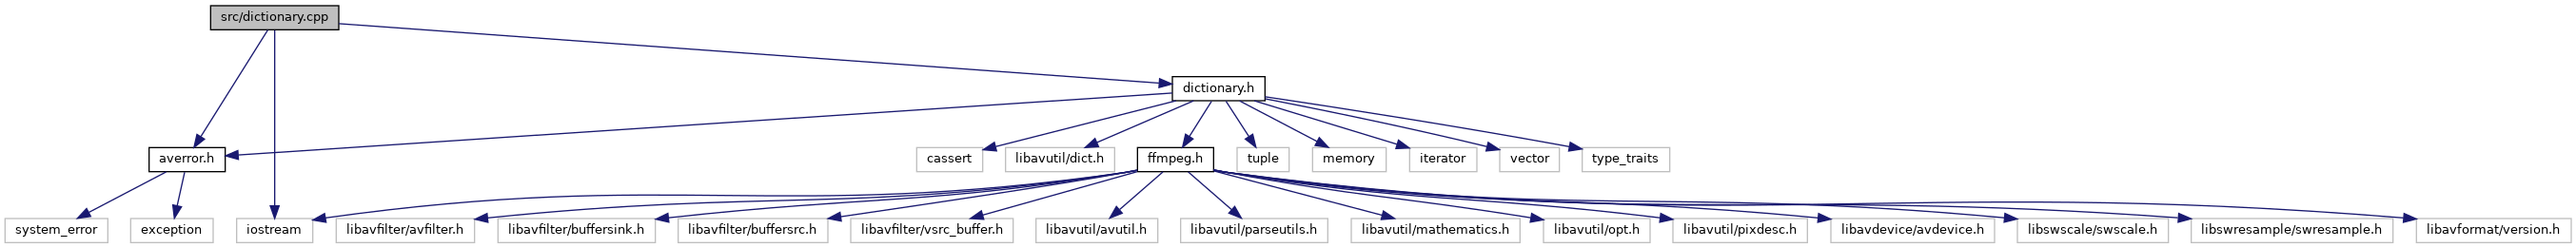 src/dictionary.cpp
dictionary.h
averror.h
cassert
libavutil/dict.h
ffmpeg.h
tuple
memory
iterator
vector
type_traits
system_error
exception
iostream
libavfilter/avfilter.h
libavfilter/buffersink.h
libavfilter/buffersrc.h
libavfilter/vsrc_buffer.h
libavutil/avutil.h
libavutil/parseutils.h
libavutil/mathematics.h
libavutil/opt.h
libavutil/pixdesc.h
libavdevice/avdevice.h
libswscale/swscale.h
libswresample/swresample.h
libavformat/version.h